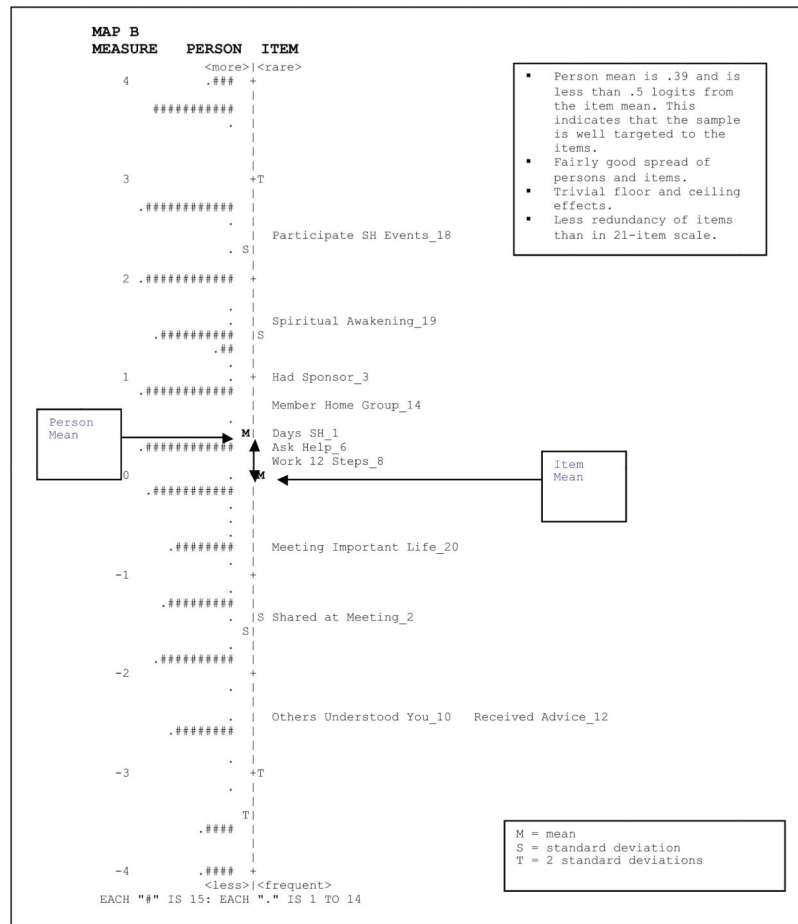 MAP B
MEASURE PERSON ITEM
<more>|<rare>
4 .### +
|
########### |
. |
|
|
3 +T
|
.############ |
. |
| Participate SH Events_18
. S|
|
2 .############ +
|
. |
. | Spiritual Awakening_19
.########## |S
.## |
. |
1 . + Had Sponsor_3
.############ |
| Member Home Group_14
. |
M| Days SH_1
.############ | Ask Help_6
| Work 12 Steps_8
0 . M
.############ |
. |
. |
. |
.######## | Meeting Important Life_20
. |
-1 +
. |
.######### |
. |S Shared at Meeting_2
S|
. |
.########## |
-2 +
. |
|
. | Others Understood You_10 Received Advice_12
.######## |
|
. |
-3 +T
. |
|
T|
.#### |
|
|
-4 .#### +
<less>|<frequent>
EACH "#" IS 15: EACH "." IS 1 TO 14
▪ Person mean is .39 and is
less than .5 logits from
the item mean. This
indicates that the sample
is well targeted to the
items.
▪ Fairly good spread of
persons and items.
▪ Trivial floor and ceiling
effects.
▪ Less redundancy of items
than in 21-item scale.
Person
Mean
Item
Mean
M = mean
S = standard deviation
T = 2 standard deviations